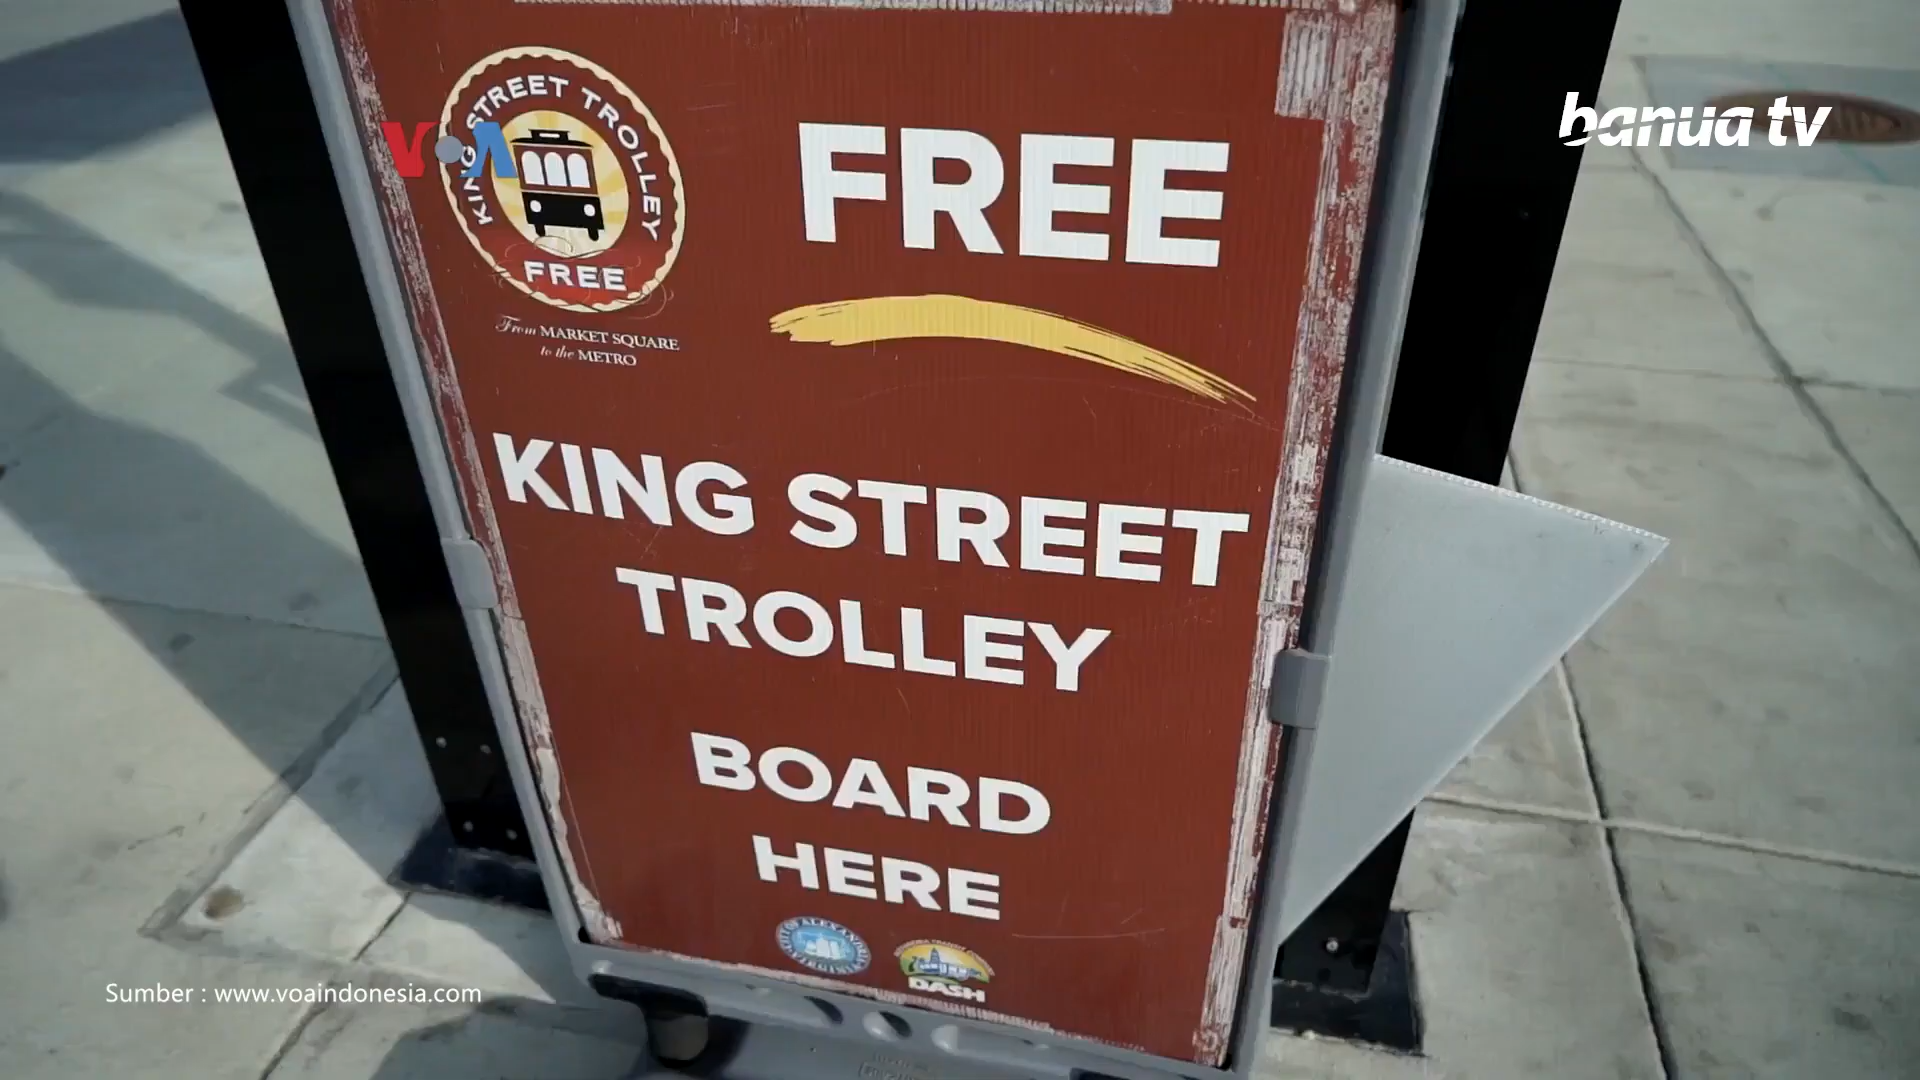 KING STREET TROLLEY
FREE
From MARKET SQUARE
to the METRO
VOA
banua tv
FREE
KING STREET
TROLLEY
BOARD
HERE
DASH
Sumber : www.voaindonesia.com